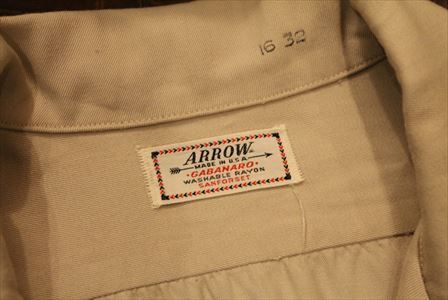 16 32
ARROW
MADE IN U.S.A.
·GABANARO·
WASHABLE RAYON
SANFORSET